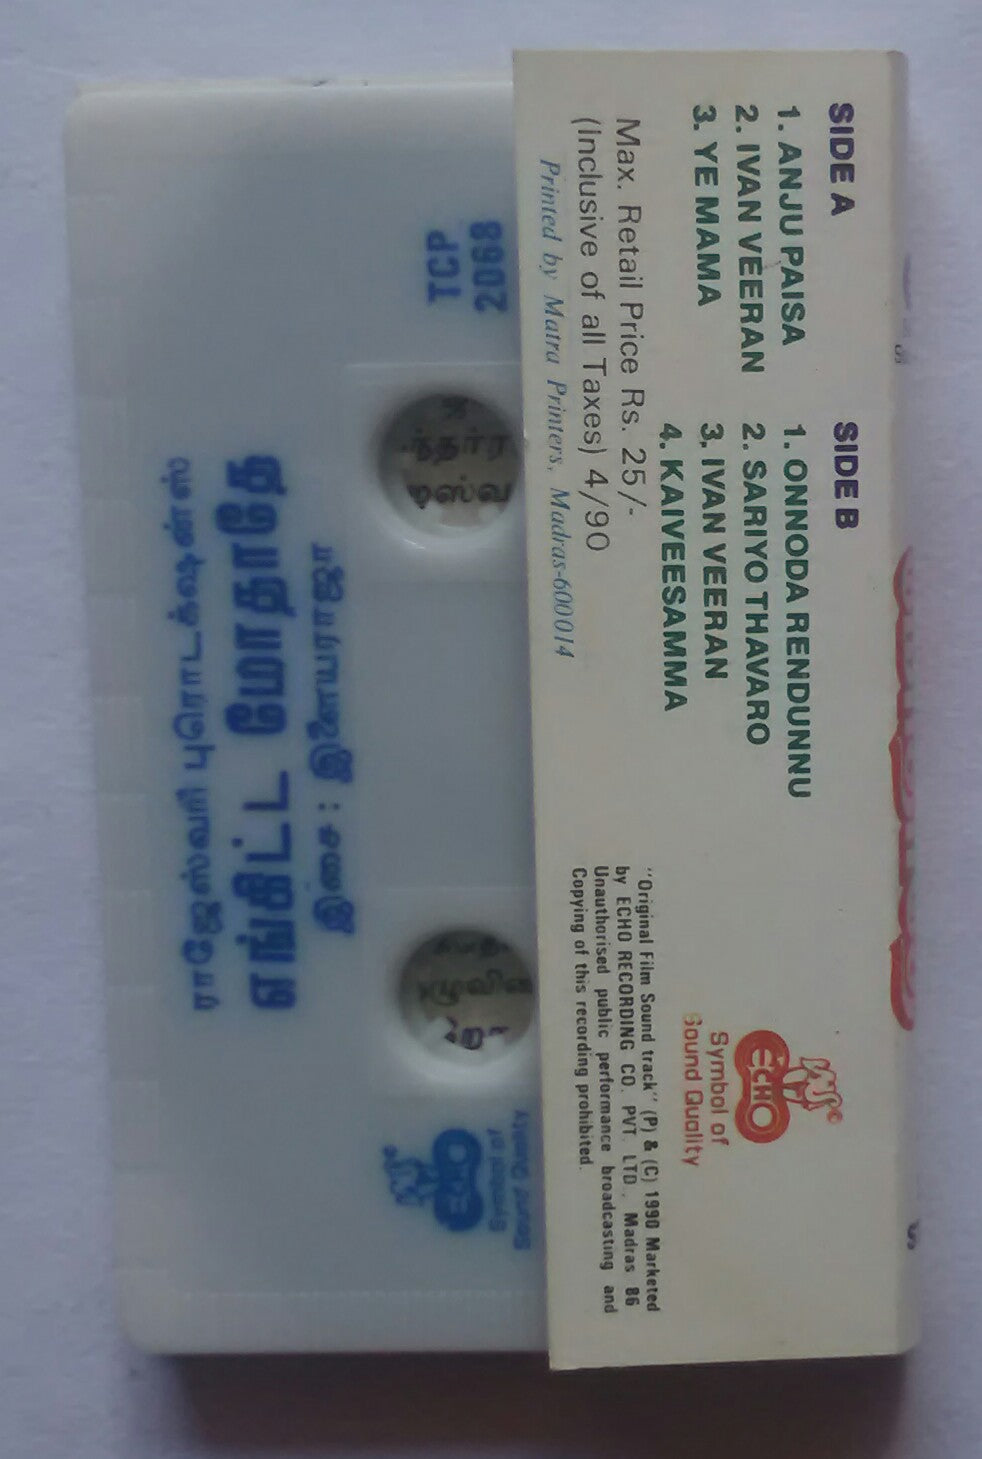 SIDE A
1. ANJU PAISA
2. IVAN VEERAN
3. YE MAMA
SIDE B
1. ONNODA RENDUNNU
2. SARIYO THAVARO
3. IVAN VEERAN
4. KAIVEESAMMA
Max. Retail Price Rs. 25/-
(Inclusive of all Taxes) 4/90
Printed by Matra Printers, Madras-600014
ECHO
Symbol of
Sound Quality
"Original Film Sound track" (P) & (C) 1990 Marketed
by ECHO RECORDING CO. PVT. LTD., Madras 86
Unauthorised public performance broadcasting and
Copying of this recording prohibited.
2068
TCP
இசை : இளையராஜா
எங்கிட்ட மோதாதே
ECHO
Symbol of
Sound Quality